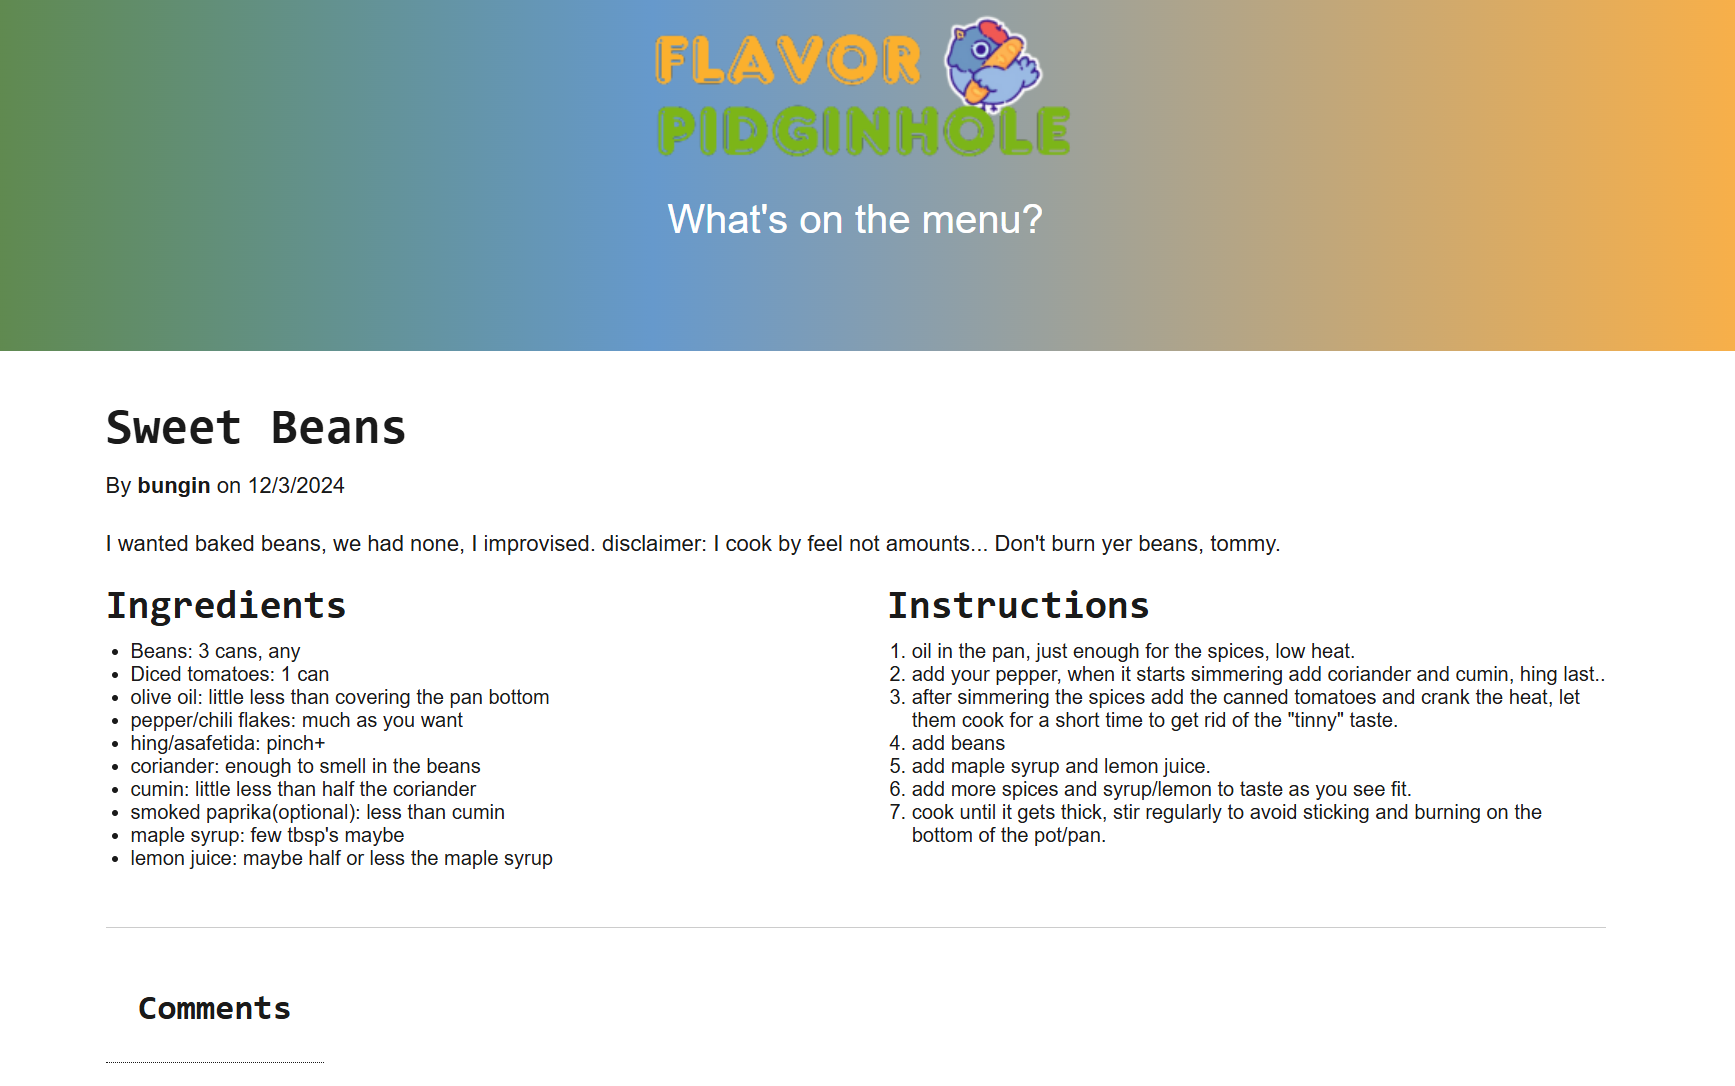 FLAVOR
PIDGINHOLE
What's on the menu?
Sweet Beans
By bungin on 12/3/2024
I wanted baked beans, we had none, I improvised. disclaimer: I cook by feel not amounts... Don't burn yer beans, tommy.
Ingredients
• Beans: 3 cans, any
• Diced tomatoes: 1 can
• olive oil: little less than covering the pan bottom
• pepper/chili flakes: much as you want
• hing/asafetida: pinch+
• coriander: enough to smell in the beans
• cumin: little less than half the coriander
• smoked paprika(optional): less than cumin
• maple syrup: few tbsp's maybe
• lemon juice: maybe half or less the maple syrup
Instructions
1. oil in the pan, just enough for the spices, low heat.
2. add your pepper, when it starts simmering add coriander and cumin, hing last..
3. after simmering the spices add the canned tomatoes and crank the heat, let
them cook for a short time to get rid of the "tinny" taste.
4. add beans
5. add maple syrup and lemon juice.
6. add more spices and syrup/lemon to taste as you see fit.
7. cook until it gets thick, stir regularly to avoid sticking and burning on the
bottom of the pot/pan.
Comments